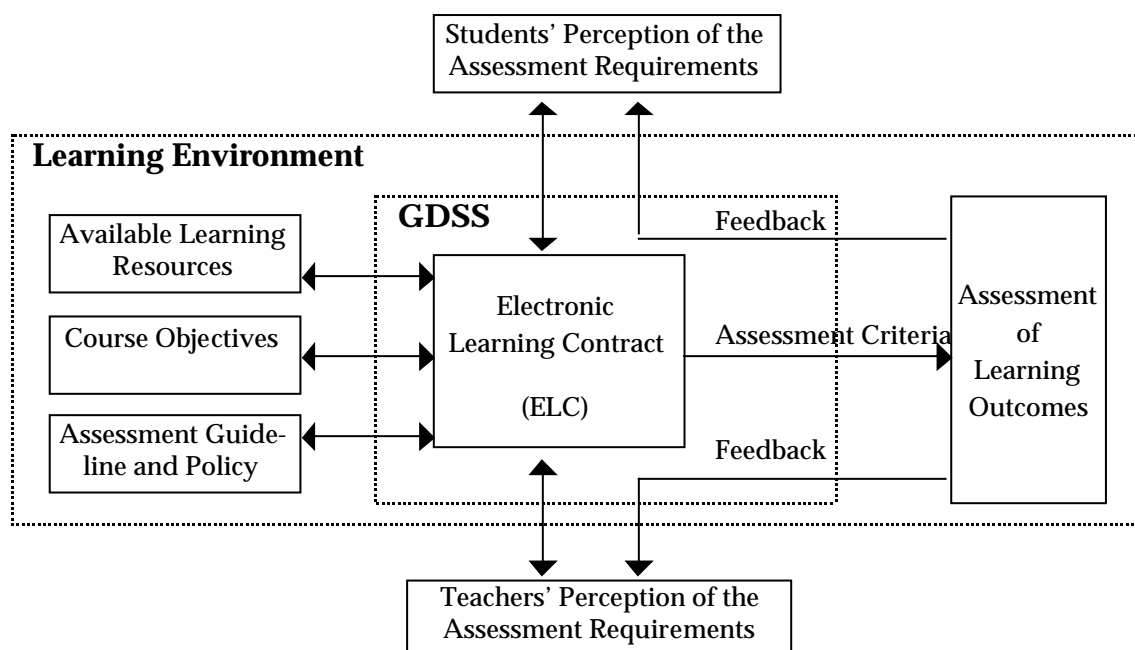 Students’ Perception of the
Assessment Requirements
Learning Environment
GDSS
Available Learning
Resources
Course Objectives
Assessment Guide-
line and Policy
Electronic
Learning Contract
(ELC)
Feedback
Assessment Criteria
Feedback
Assessment
of
Learning
Outcomes
Teachers’ Perception of the
Assessment Requirements